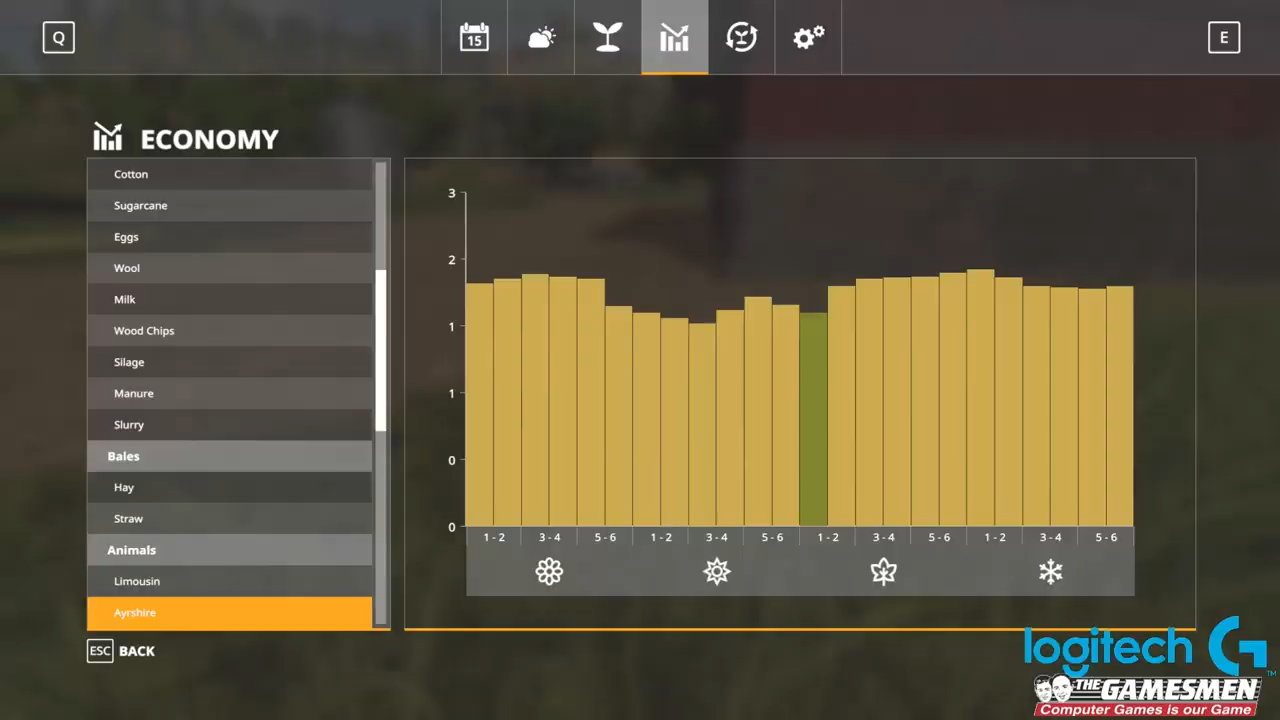 Q
15
E
ECONOMY
Cotton
Sugarcane
Eggs
Wool
Milk
Wood Chips
Silage
Manure
Slurry
Bales
Hay
Straw
Animals
Limousin
Ayrshire
3
2
1
1
0
0
1 - 2 3 - 4 5 - 6 1 - 2 3 - 4 5 - 6 1 - 2 3 - 4 5 - 6 1 - 2 3 - 4 5 - 6
ESC BACK
logitech G
TM
THE GAMESMEN
Computer Games is our Game